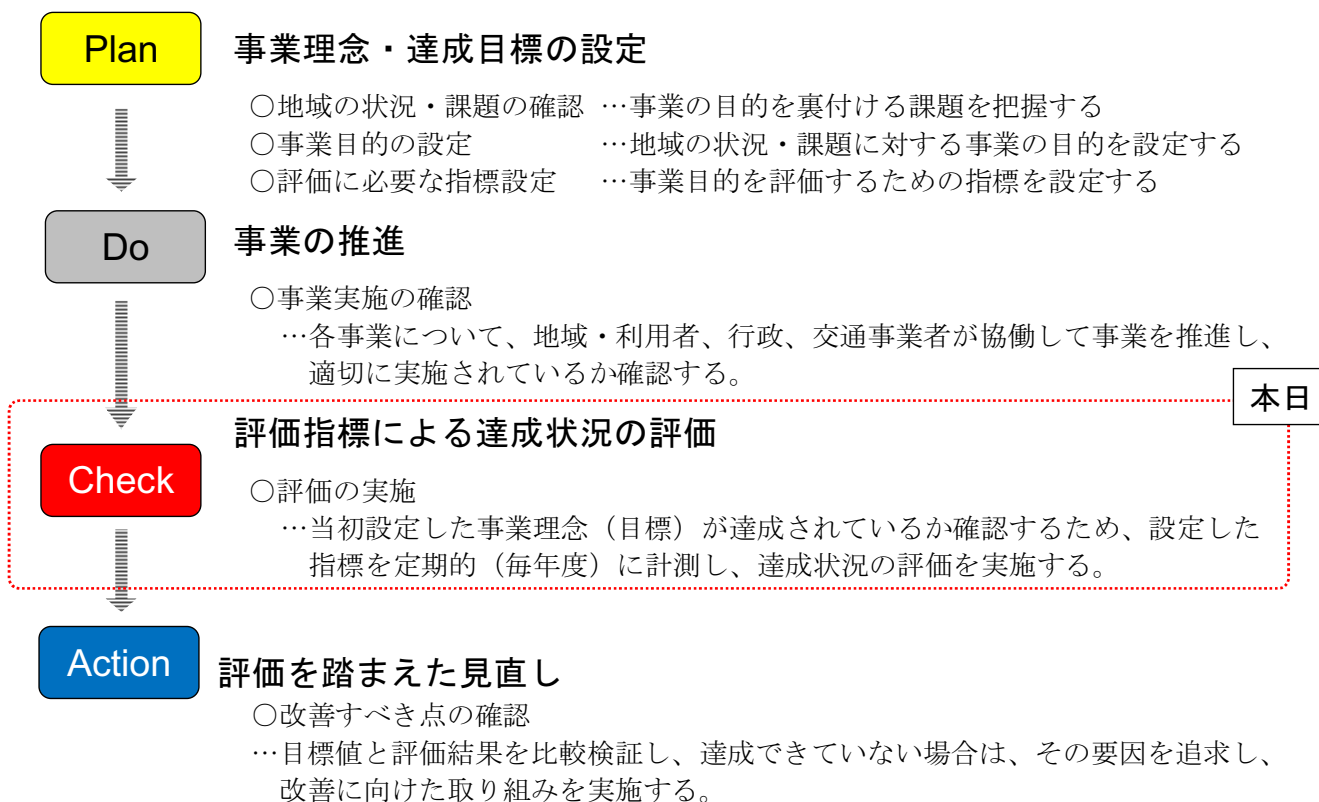 Plan
事業理念・達成目標の設定
○地域の状況・課題の確認 …事業の目的を裏付ける課題を把握する
○事業目的の設定 …地域の状況・課題に対する事業の目的を設定する
○評価に必要な指標設定 …事業目的を評価するための指標を設定する
Do
事業の推進
○事業実施の確認
…各事業について、地域・利用者、行政、交通事業者が協働して事業を推進し、
適切に実施されているか確認する。
本日
評価指標による達成状況の評価
Check
○評価の実施
…当初設定した事業理念（目標）が達成されているか確認するため、設定した
指標を定期的（毎年度）に計測し、達成状況の評価を実施する。
Action
評価を踏まえた見直し
○改善すべき点の確認
…目標値と評価結果を比較検証し、達成できていない場合は、その要因を追求し、
改善に向けた取り組みを実施する。